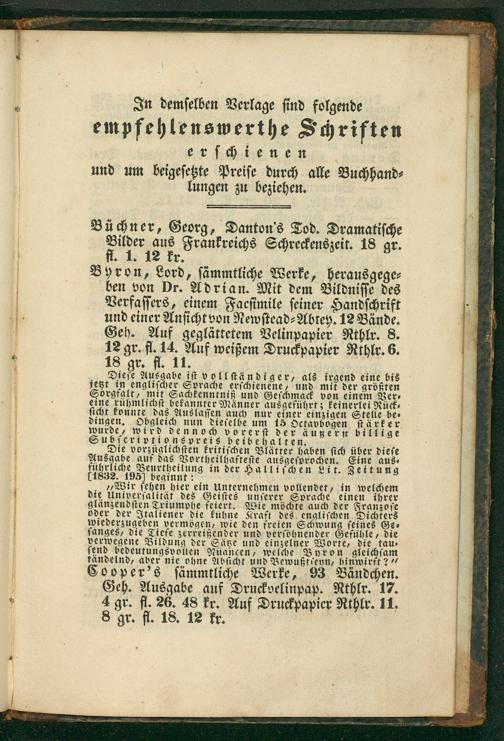 In demselben Verlage sind folgende
empfehlenswerthe Schriften
erschienen
und um beigesetzte Preise durch alle Buchhand-
lungen zu beziehen.
Büchner, Georg, Danton's Tod. Dramatische
Bilder aus Frankreichs Schreckenszeit. 18 gr.
fl. 1. 12 kr.
Byron, Lord, sämmtliche Werke, herausgege-
ben von Dr. Adrian. Mit dem Bildnisse des
Verfassers, einem Facsimile seiner Handschrift
und einer Ansicht von Newstead-Abtey. 12 Bände.
Geh. Auf geglättetem Velinpapier Rthlr. 8.
12 gr. fl. 14. Auf weißem Druckpapier Rthlr. 6.
18 gr. fl. 11.
Diese Ausgabe ist vollständiger, als irgend eine bis
jetzt in englischer Sprache erschienene, und mit der größten
Sorgfalt, mit Sachkenntniß und Geschmack von einem Ver-
eine rühmlichst bekannter Männer ausgeführt; keinerlei Rück-
sicht konnte das Auslassen auch nur einer einzigen Stelle be-
dingen. Obgleich nun dieselbe um 15 Octavbogen stärker
wurde, wird dennoch vorerst der äußerst billige
Subscriptionspreis beibehalten.
Die vorzüglichsten kritischen Blätter haben sich über diese
Ausgabe auf das Vortheilhafteste ausgesprochen. Eine aus-
führliche Beurtheilung in der Hallischen Lit. Zeitung
[1832. 195] beginnt:
„Wir sehen hier ein Unternehmen vollendet, in welchem
die Universalität des Geistes unserer Sprache einen ihrer
glänzendsten Triumphe feiert. Wie möchte auch der Franzose
oder der Italiener die kühne Kraft des englischen Dichters
wiederzugeben vermögen, wie den freien Schwung seines Ge-
sanges, die Tiefe zerreißender und versöhnender Gefühle, die
verwegene Bildung der Sätze und einzelner Worte, die tau-
send bedeutungsvollen Nüancen, welche Byron gleichsam
tändelnd, aber nie ohne Absicht und Bewußtseyn, hinwirft?"
Cooper's sämmtliche Werke, 93 Bändchen.
Geh. Ausgabe auf Druckvelinpap. Rthlr. 17.
4 gr. fl. 26. 48 kr. Auf Druckpapier Rthlr. 11.
8 gr. fl. 18. 12 kr.